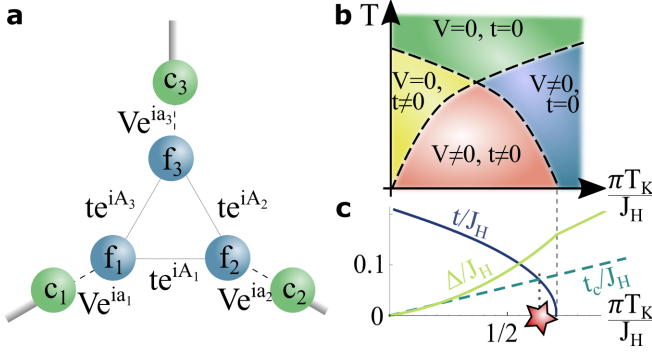 a
c₃
Ve^{ia₃}
f₃
te^{iA₃}
te^{iA₂}
f₁
te^{iA₁}
f₂
c₁
Ve^{ia₁}
Ve^{ia₂}
c₂
b
T
V=0, t=0
V=0,
t≠0
V≠0,
t=0
V≠0, t≠0
πT_K
J_H
c
t/J_H
0.1
Δ/J_H
t_c/J_H
0
1/2
πT_K
J_H